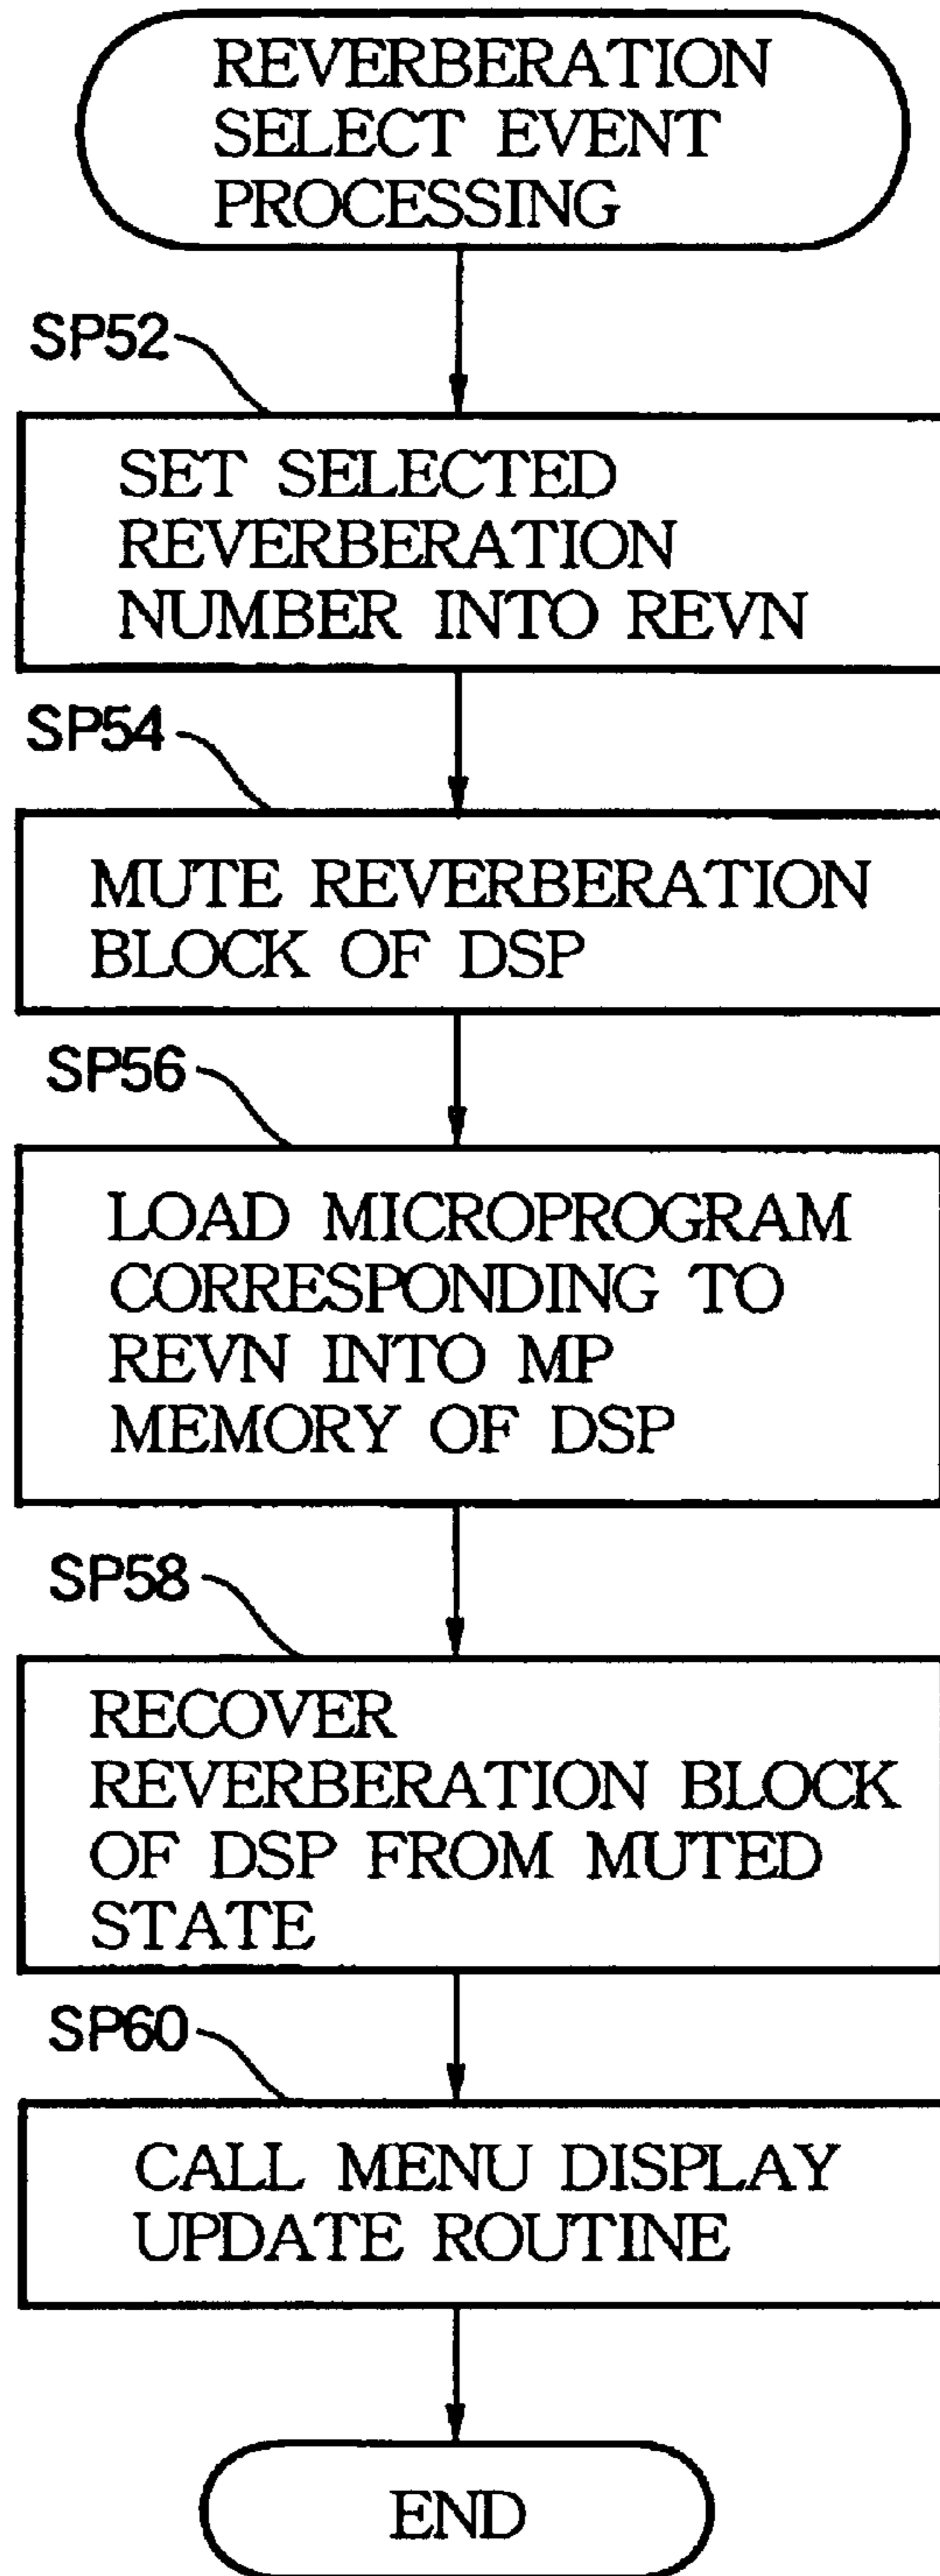 REVERBERATION
SELECT EVENT
PROCESSING
SP52
SET SELECTED
REVERBERATION
NUMBER INTO REVN
SP54
MUTE REVERBERATION
BLOCK OF DSP
SP56
LOAD MICROPROGRAM
CORRESPONDING TO
REVN INTO MP
MEMORY OF DSP
SP58
RECOVER
REVERBERATION BLOCK
OF DSP FROM MUTED
STATE
SP60
CALL MENU DISPLAY
UPDATE ROUTINE
END